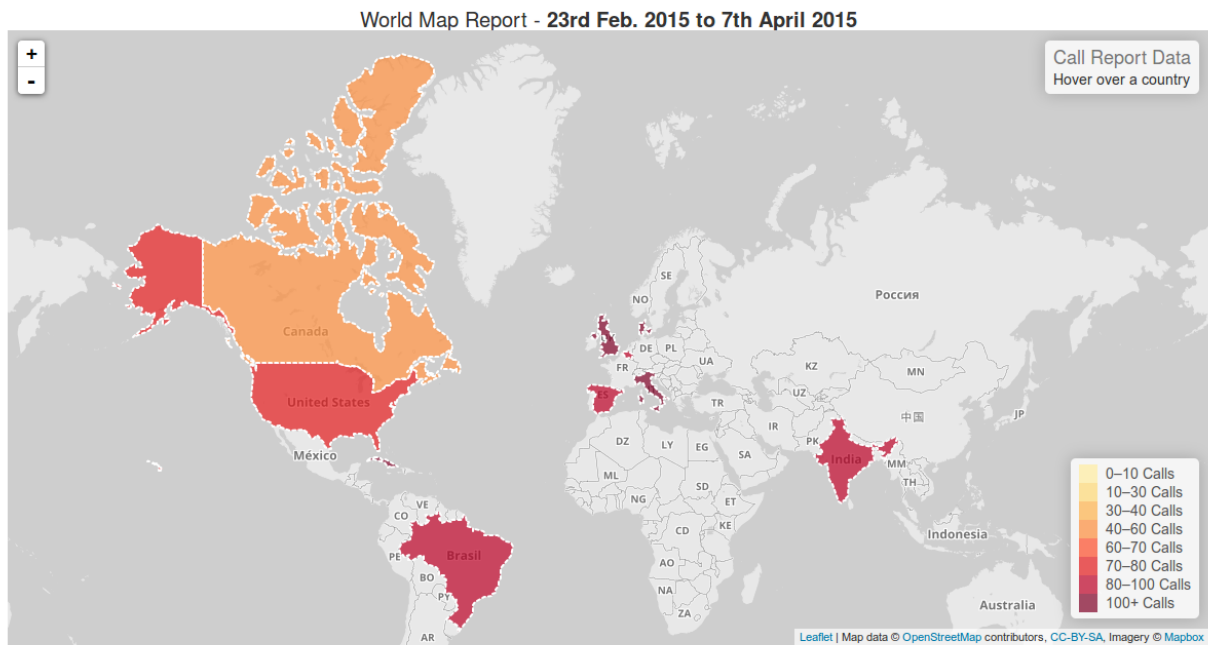 World Map Report - 23rd Feb. 2015 to 7th April 2015
+
-
Call Report Data
Hover over a country
SE
NO
Россия
Canada
DE
PL
UA
FR
KZ
MN
United States
ES
TR
UZ
中国
JP
México
DZ
LY
EG
IR
PK
SA
India
MM
ML
NG
SD
ET
TH
VE
CO
CD
KE
Indonesia
PE
Brasil
BO
PY
AO
NA
ZA
AR
Australia
0–10 Calls
10–30 Calls
30–40 Calls
40–60 Calls
60–70 Calls
70–80 Calls
80–100 Calls
100+ Calls
Leaflet | Map data © OpenStreetMap contributors, CC-BY-SA, Imagery © Mapbox